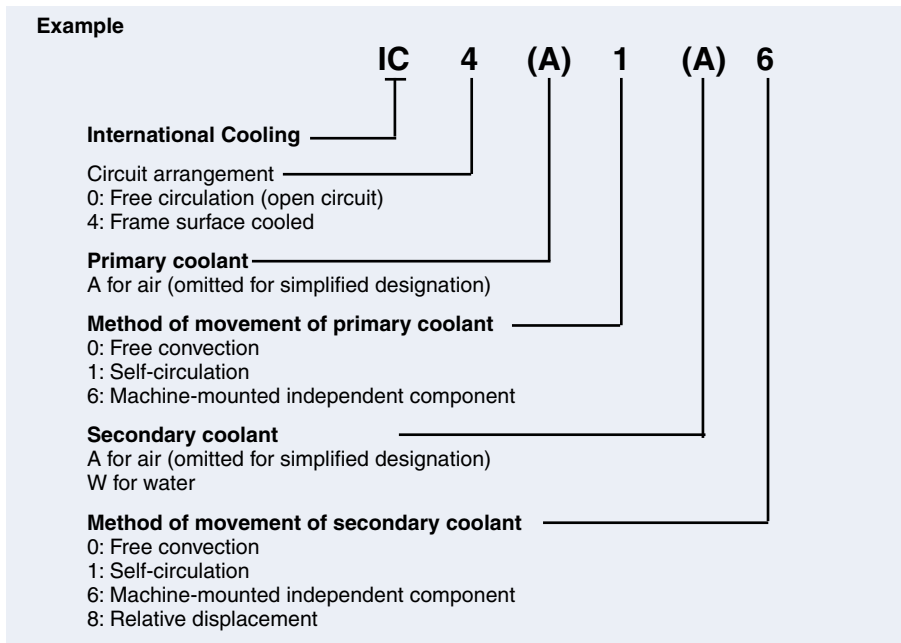 Example
IC 4 (A) 1 (A) 6
International Cooling
Circuit arrangement
0: Free circulation (open circuit)
4: Frame surface cooled
Primary coolant
A for air (omitted for simplified designation)
Method of movement of primary coolant
0: Free convection
1: Self-circulation
6: Machine-mounted independent component
Secondary coolant
A for air (omitted for simplified designation)
W for water
Method of movement of secondary coolant
0: Free convection
1: Self-circulation
6: Machine-mounted independent component
8: Relative displacement